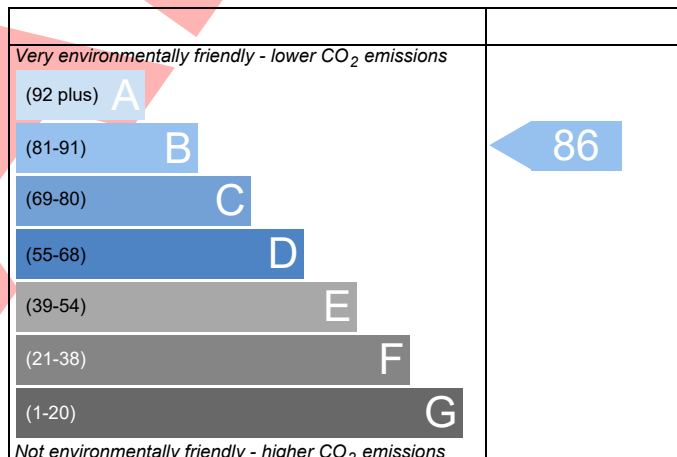 Very environmentally friendly - lower CO₂ emissions
(92 plus) A
(81-91) B
86
(69-80) C
(55-68) D
(39-54) E
(21-38) F
(1-20) G
Not environmentally friendly - higher CO₂ emissions